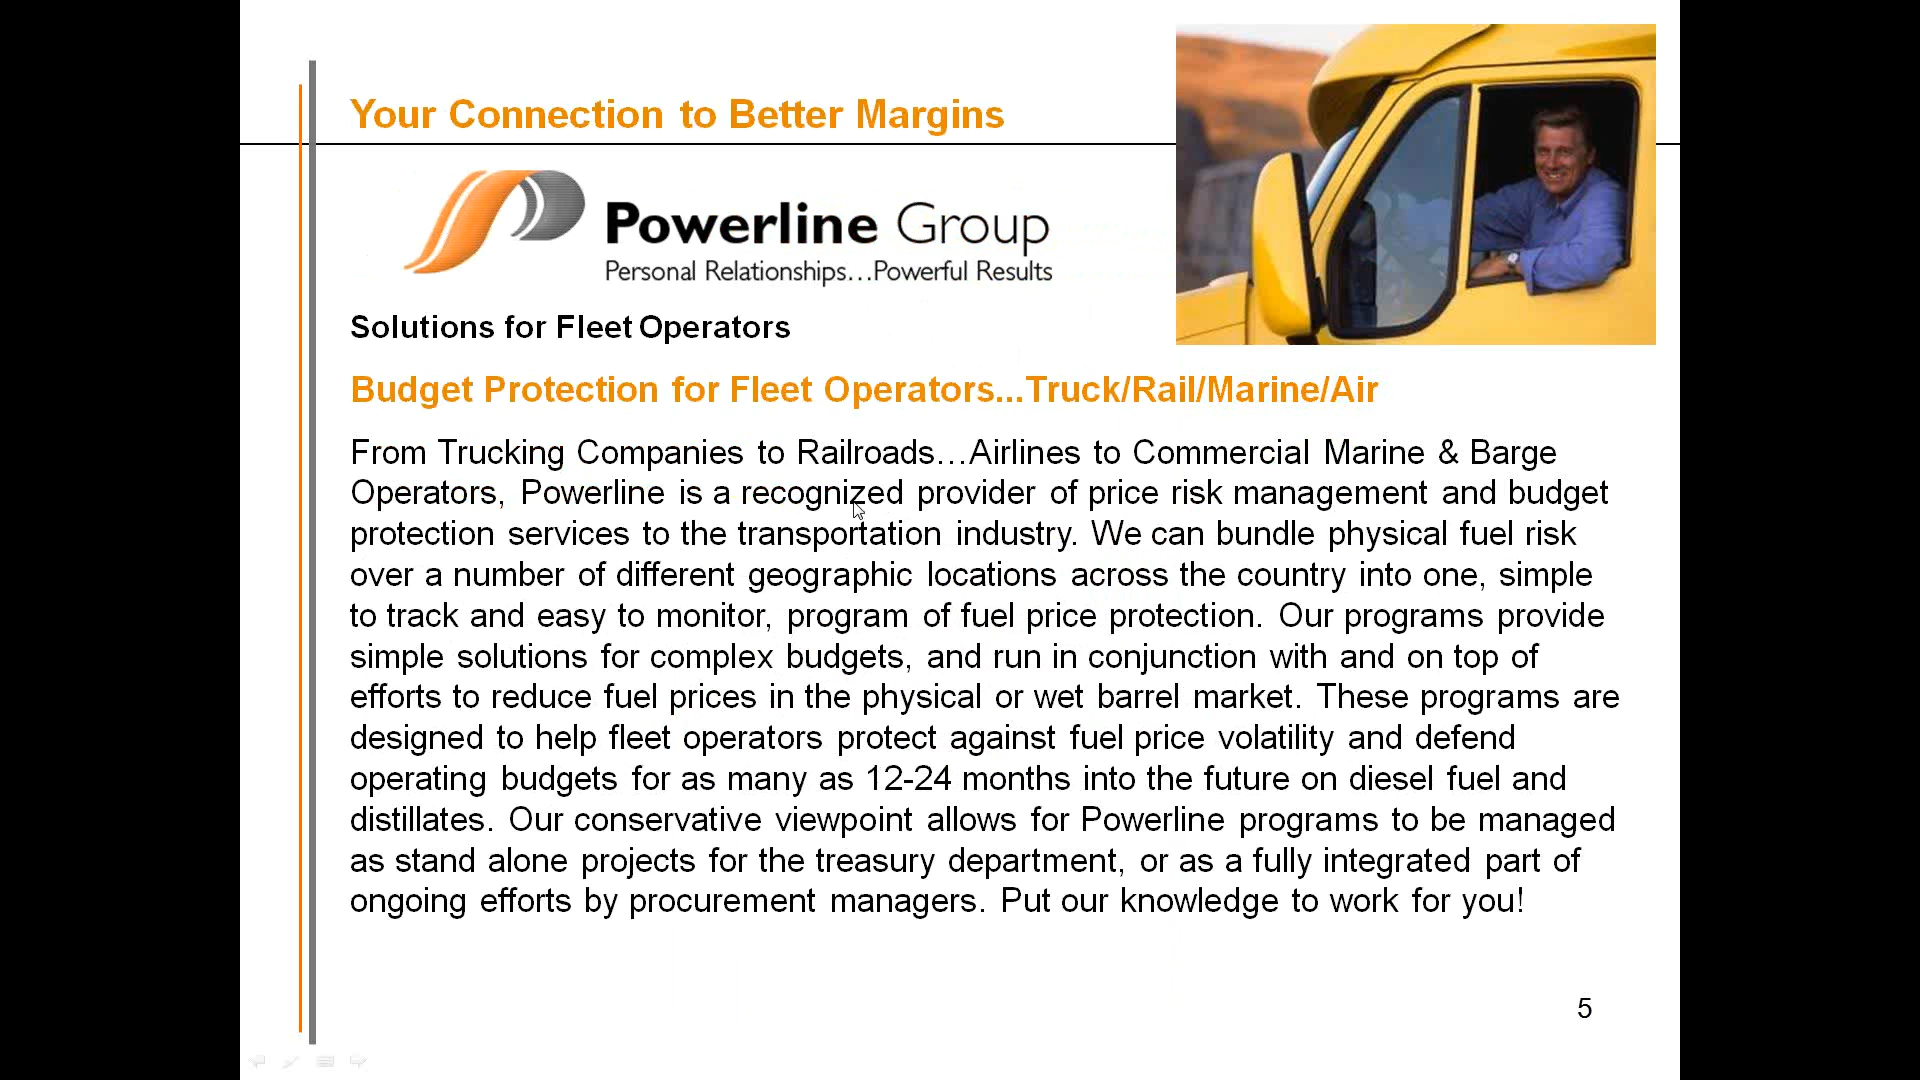 Your Connection to Better Margins
Powerline Group
Personal Relationships…Powerful Results
Solutions for Fleet Operators
Budget Protection for Fleet Operators...Truck/Rail/Marine/Air
From Trucking Companies to Railroads…Airlines to Commercial Marine & Barge
Operators, Powerline is a recognized provider of price risk management and budget
protection services to the transportation industry. We can bundle physical fuel risk
over a number of different geographic locations across the country into one, simple
to track and easy to monitor, program of fuel price protection. Our programs provide
simple solutions for complex budgets, and run in conjunction with and on top of
efforts to reduce fuel prices in the physical or wet barrel market. These programs are
designed to help fleet operators protect against fuel price volatility and defend
operating budgets for as many as 12-24 months into the future on diesel fuel and
distillates. Our conservative viewpoint allows for Powerline programs to be managed
as stand alone projects for the treasury department, or as a fully integrated part of
ongoing efforts by procurement managers. Put our knowledge to work for you!
5